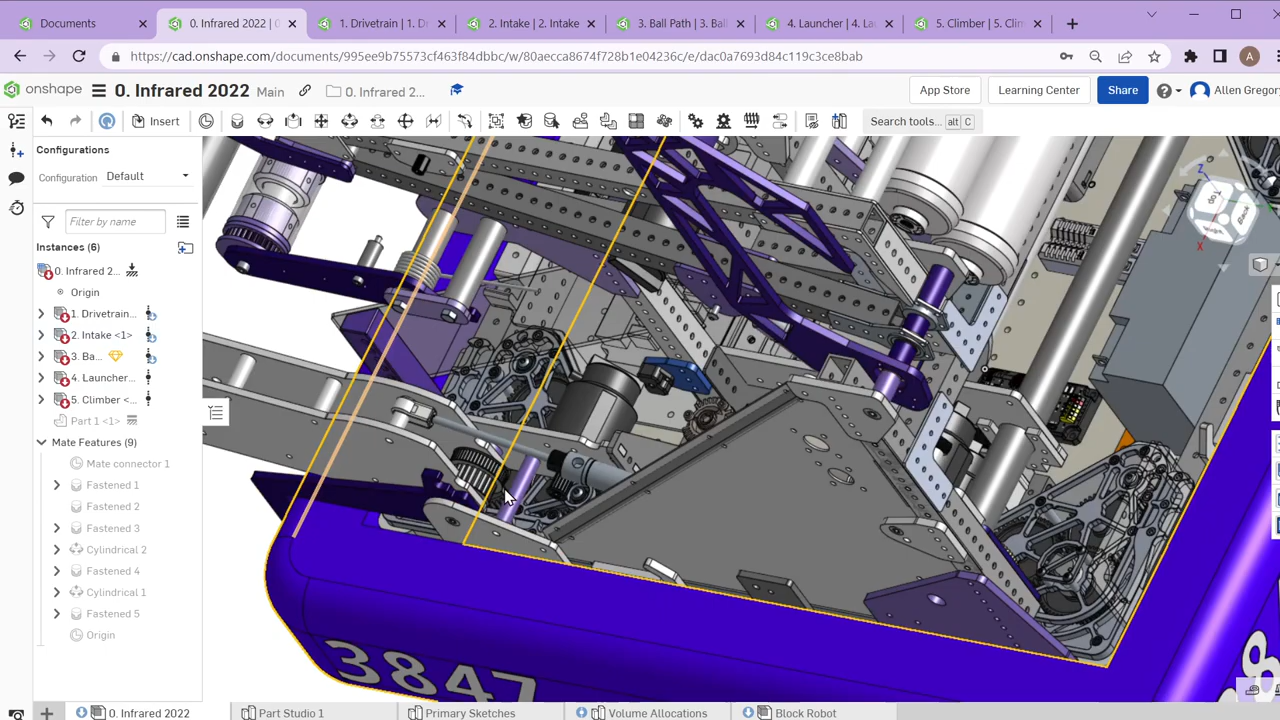 Documents
0. Infrared 2022 |
1. Drivetrain | 1. D
2. Intake | 2. Intake
3. Ball Path | 3. Bal
4. Launcher | 4. La
5. Climber | 5. Clim
https://cad.onshape.com/documents/995ee9b75573cf463f84dbbc/w/80aecca8674f728b1e04236c/e/dac0a7693d84c119c3ce8bab
A
onshape
0. Infrared 2022 Main
0. Infrared 2...
App Store
Learning Center
Share
Allen Gregory
Insert
Search tools... alt C
Configurations
Configuration Default
Filter by name
Instances (6)
0. Infrared 2...
Origin
1. Drivetrain...
2. Intake <1>
3. Ba...
4. Launcher...
5. Climber <...
Part 1 <1>
Mate Features (9)
Mate connector 1
Fastened 1
Fastened 2
Fastened 3
Cylindrical 2
Fastened 4
Cylindrical 1
Fastened 5
Origin
Z
Top
Back
X
3847
0. Infrared 2022
Part Studio 1
Primary Sketches
Volume Allocations
Block Robot